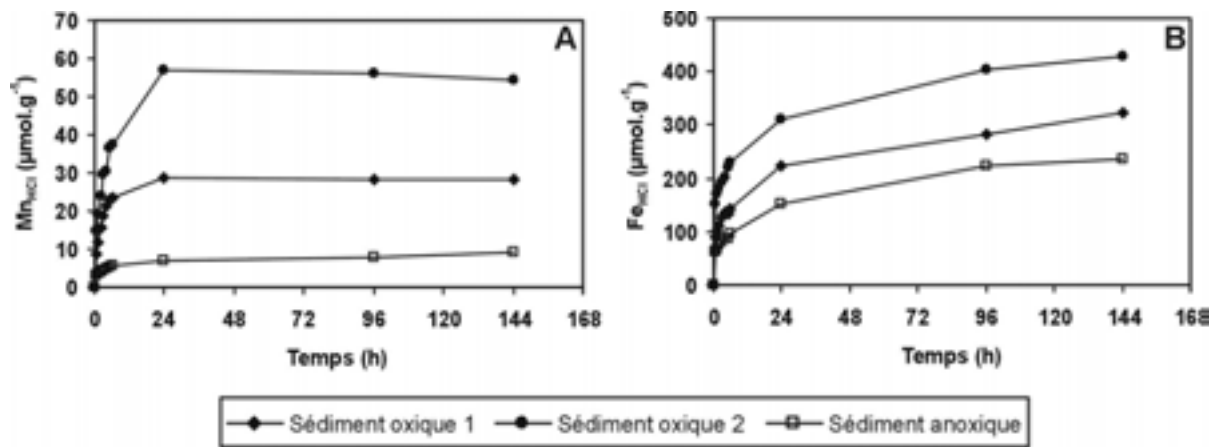 A
Mn_HCl (µmol.g⁻¹)
70
60
50
40
30
20
10
0
0 24 48 72 96 120 144 168
Temps (h)
B
Fe_HCl (µmol.g⁻¹)
500
400
300
200
100
0
0 24 48 72 96 120 144 168
Temps (h)
Sédiment oxique 1 Sédiment oxique 2 Sédiment anoxique